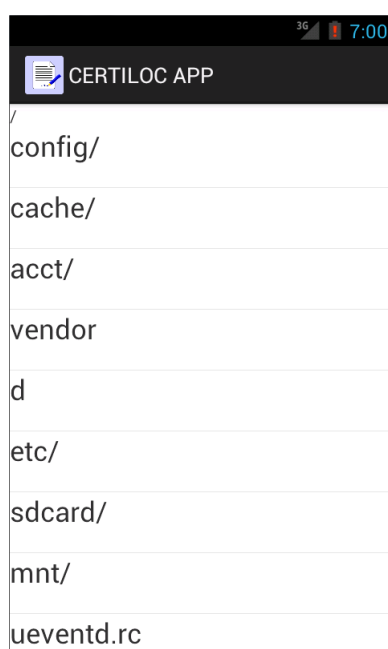 3G 7:00
CERTILOC APP
/
config/
cache/
acct/
vendor
d
etc/
sdcard/
mnt/
ueventd.rc